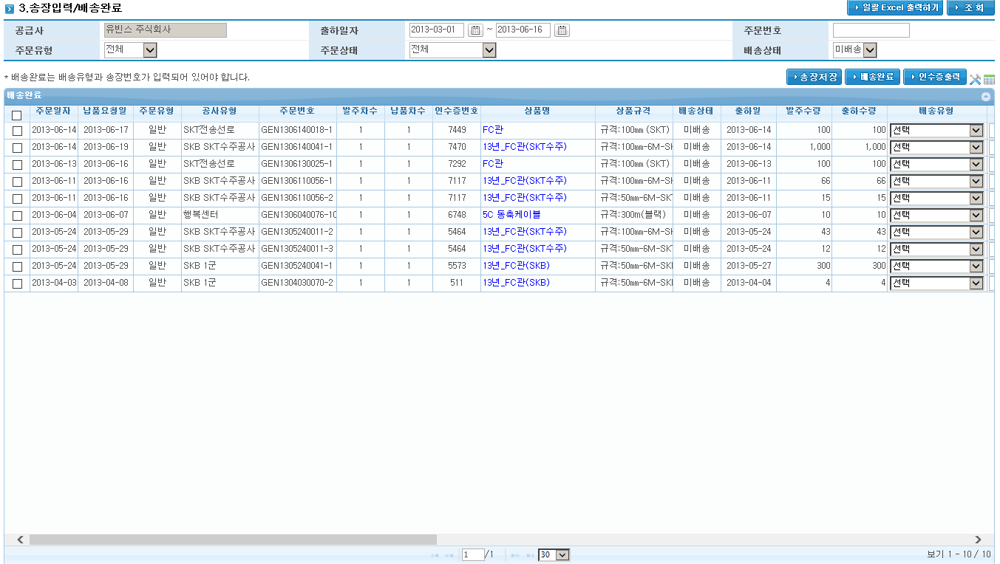 3.송장입력/배송완료 일괄 Excel 출력하기 조 회
공급사 유빈스 주식회사 출하일자 2013-03-01 ~ 2013-06-16 주문번호
주문유형 전체 주문상태 전체 배송상태 미배송
* 배송완료는 배송유형과 송장번호가 입력되어 있어야 합니다. 송장저장 배송완료 인수증출력
배송완료
주문일자 납품요청일 주문유형 공사유형 주문번호 발주차수 납품차수 인수증번호 상품명 상품규격 배송상태 출하일 발주수량 출하수량 배송유형
2013-06-14 2013-06-17 일반 SKT전송선로 GEN1306140018-1 1 1 7449 FC관 규격:100mm (SKT) 미배송 2013-06-14 100 100 선택
2013-06-14 2013-06-19 일반 SKB SKT수주공사 GEN1306140041-1 1 1 7470 13년_FC관(SKT수주) 규격:100mm-6M-SK 미배송 2013-06-14 1,000 1,000 선택
2013-06-13 2013-06-16 일반 SKT전송선로 GEN1306130025-1 1 1 7292 FC관 규격:100mm (SKT) 미배송 2013-06-13 100 100 선택
2013-06-11 2013-06-16 일반 SKB SKT수주공사 GEN1306110056-1 1 1 7117 13년_FC관(SKT수주) 규격:100mm-6M-SK 미배송 2013-06-11 66 66 선택
2013-06-11 2013-06-16 일반 SKB SKT수주공사 GEN1306110056-2 1 1 7117 13년_FC관(SKT수주) 규격:50mm-6M-SKT 미배송 2013-06-11 15 15 선택
2013-06-04 2013-06-07 일반 행복센터 GEN1306040076-10 1 1 6748 5C 동축케이블 규격:300m(블랙) 미배송 2013-06-07 10 10 선택
2013-05-24 2013-05-29 일반 SKB SKT수주공사 GEN1305240011-2 1 1 5464 13년_FC관(SKT수주) 규격:100mm-6M-SK 미배송 2013-05-24 43 43 선택
2013-05-24 2013-05-29 일반 SKB SKT수주공사 GEN1305240011-3 1 1 5464 13년_FC관(SKT수주) 규격:50mm-6M-SKT 미배송 2013-05-24 12 12 선택
2013-05-24 2013-05-29 일반 SKB 1군 GEN1305240041-1 1 1 5573 13년_FC관(SKB) 규격:50mm-6M-SKI 미배송 2013-05-27 300 300 선택
2013-04-03 2013-04-08 일반 SKB 1군 GEN1304030070-2 1 1 511 13년_FC관(SKB) 규격:50mm-6M-SKI 미배송 2013-04-04 4 4 선택
1 /1 30 보기 1 - 10 / 10